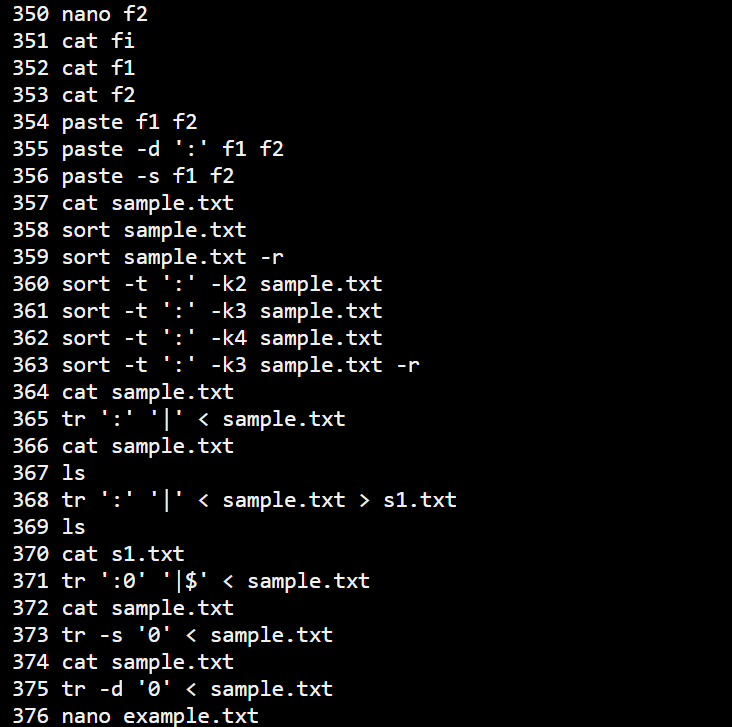 350 nano f2
351 cat fi
352 cat f1
353 cat f2
354 paste f1 f2
355 paste -d ':' f1 f2
356 paste -s f1 f2
357 cat sample.txt
358 sort sample.txt
359 sort sample.txt -r
360 sort -t ':' -k2 sample.txt
361 sort -t ':' -k3 sample.txt
362 sort -t ':' -k4 sample.txt
363 sort -t ':' -k3 sample.txt -r
364 cat sample.txt
365 tr ':' '|' < sample.txt
366 cat sample.txt
367 ls
368 tr ':' '|' < sample.txt > s1.txt
369 ls
370 cat s1.txt
371 tr ':0' '|$' < sample.txt
372 cat sample.txt
373 tr -s '0' < sample.txt
374 cat sample.txt
375 tr -d '0' < sample.txt
376 nano example.txt